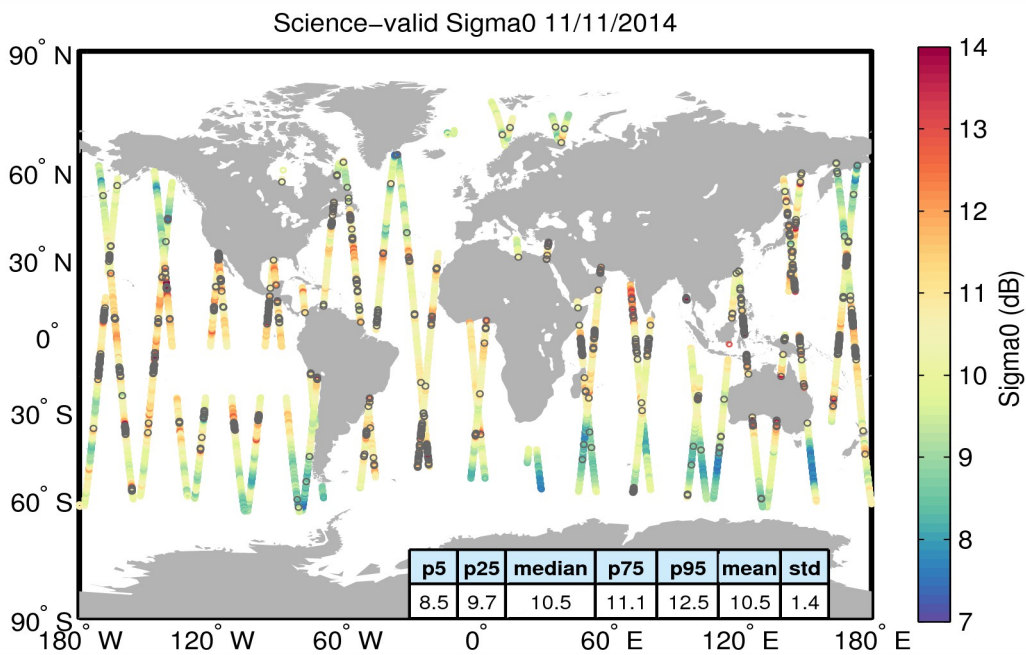 Science−valid Sigma0 11/11/2014
90° N
60° N
30° N
0°
30° S
60° S
90° S
180° W
120° W
60° W
0°
60° E
120° E
180° E
p5 p25 median p75 p95 mean std
8.5 9.7 10.5 11.1 12.5 10.5 1.4
14
13
12
11
10
9
8
7
Sigma0 (dB)